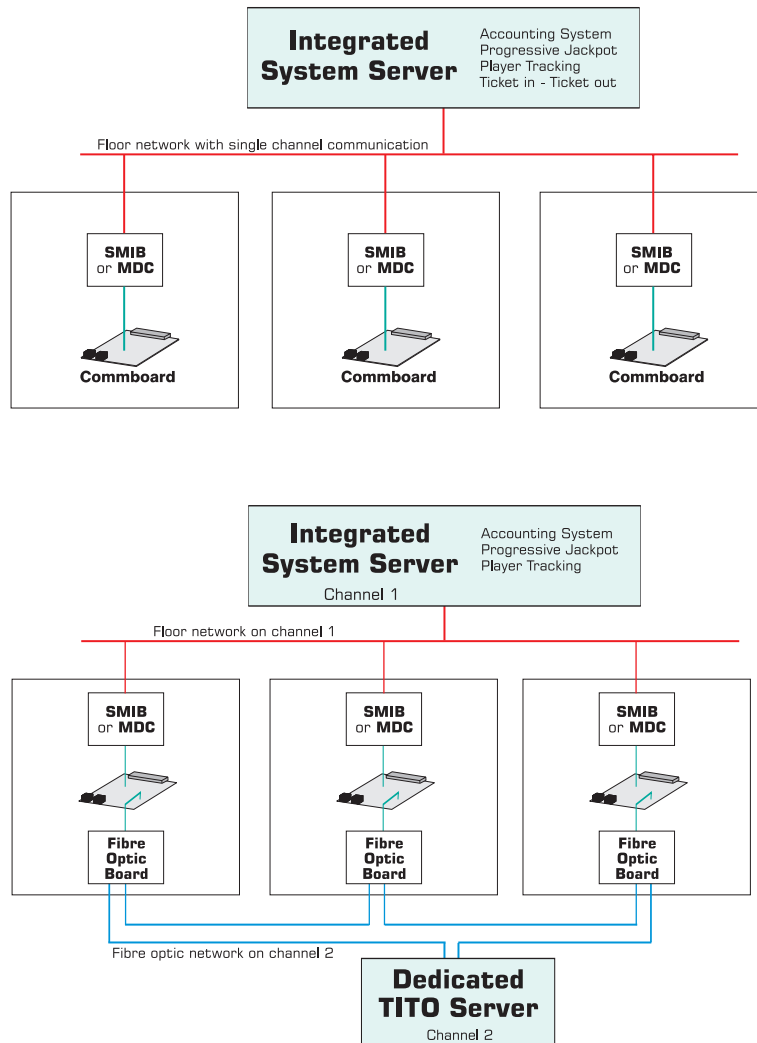 Integrated
System Server
Accounting System
Progressive Jackpot
Player Tracking
Ticket in - Ticket out
Floor network with single channel communication
SMIB
or MDC
Commboard
SMIB
or MDC
Commboard
SMIB
or MDC
Commboard
Integrated
System Server
Channel 1
Accounting System
Progressive Jackpot
Player Tracking
Floor network on channel 1
SMIB
or MDC
Fibre
Optic
Board
SMIB
or MDC
Fibre
Optic
Board
SMIB
or MDC
Fibre
Optic
Board
Fibre optic network on channel 2
Dedicated
TITO Server
Channel 2